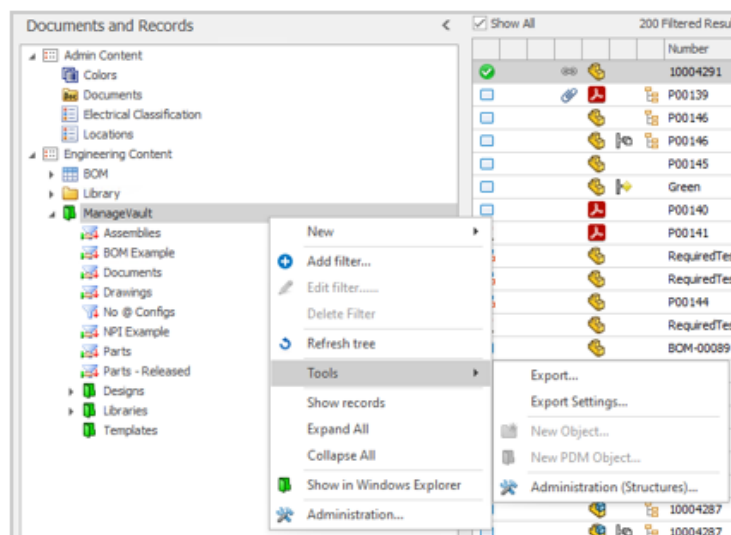 Documents and Records
Admin Content
Colors
Doc Documents
Electrical Classification
Locations
Engineering Content
BOM
Library
ManageVault
Assemblies
BOM Example
Documents
Drawings
No @ Configs
NPI Example
Parts
Parts - Released
Designs
Libraries
Templates
New
Add filter...
Edit filter......
Delete Filter
Refresh tree
Tools
Show records
Expand All
Collapse All
Show in Windows Explorer
Administration...
Export...
Export Settings...
New Object...
New PDM Object...
Administration (Structures)...
Show All 200 Filtered Resu
Number
10004291
P00139
P00146
P00146
P00145
Green
P00140
P00141
RequiredTes
RequiredTes
P00144
RequiredTes
BOM-00089
10004287
10004287